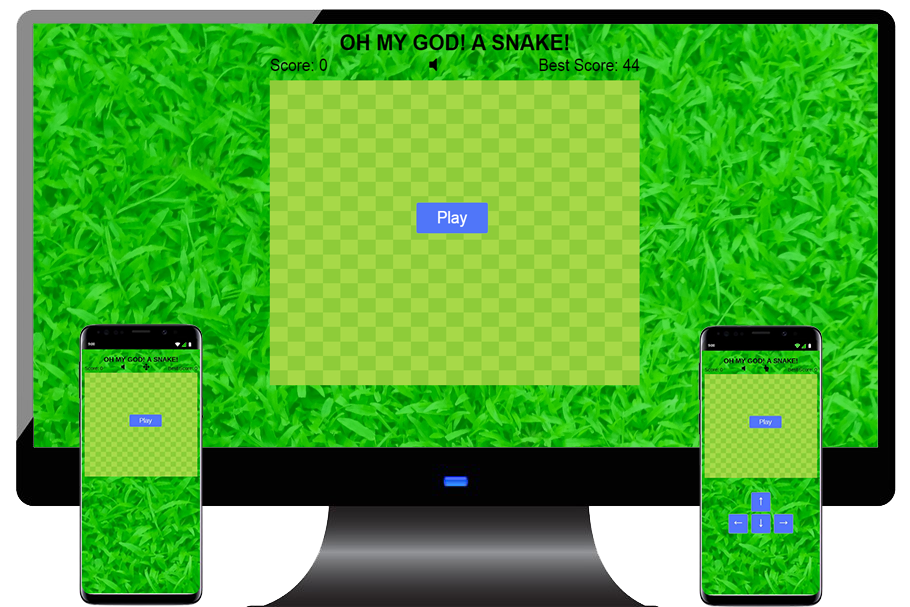 OH MY GOD! A SNAKE!
Score: 0
Best Score: 44
Play
OH MY GOD! A SNAKE!
Score: 0
Best Score: 0
Play
OH MY GOD! A SNAKE!
Score: 0
Best Score: 0
Play
↑
← ↓ →